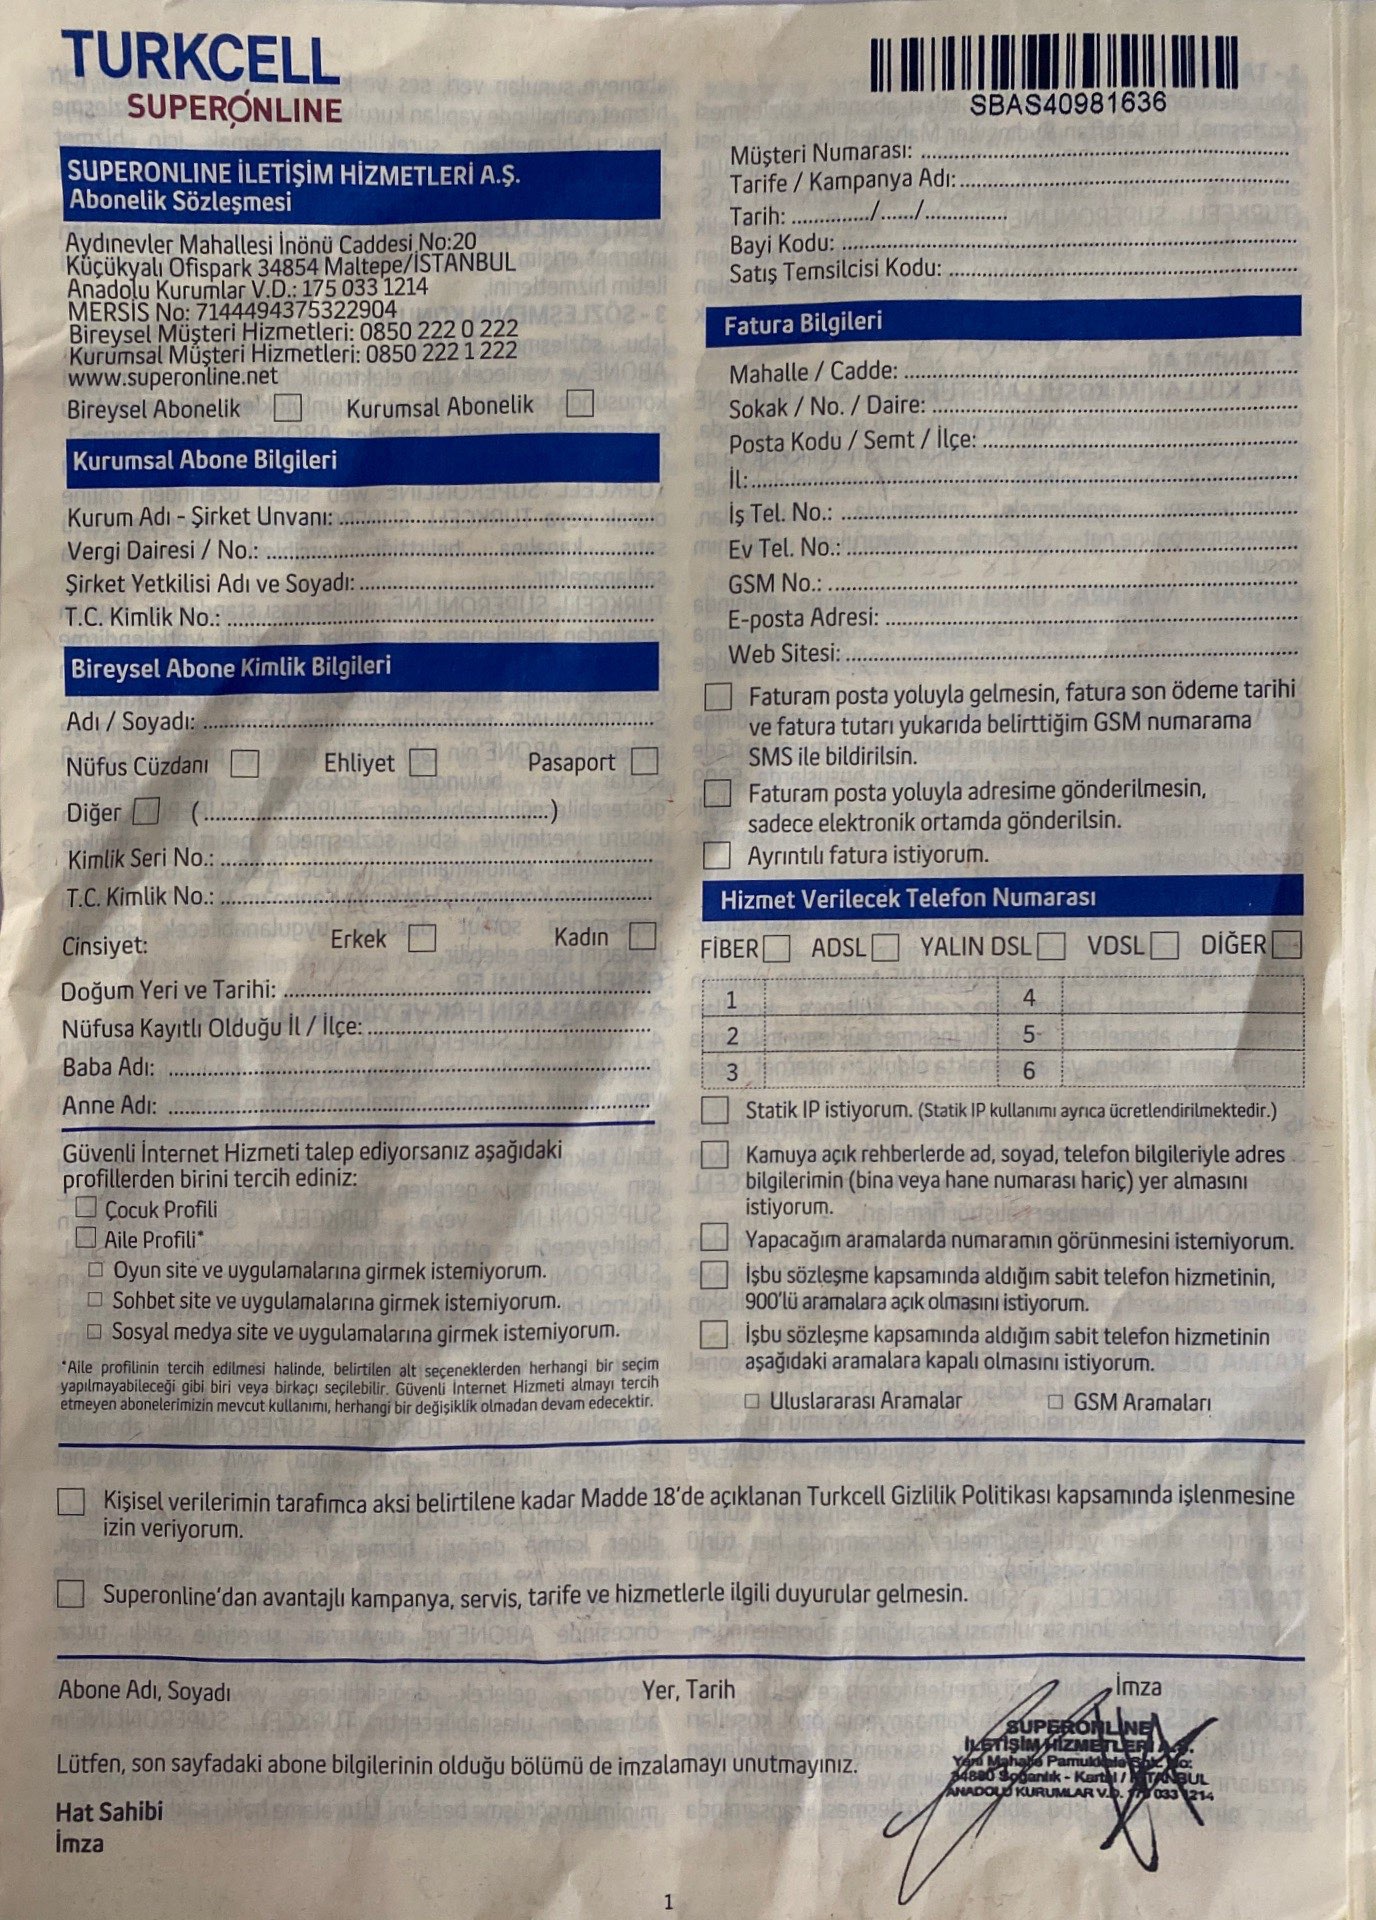 TURKCELL
SUPERONLINE
SUPERONLINE İLETİŞİM HİZMETLERİ A.Ş.
Abonelik Sözleşmesi
Aydınevler Mahallesi İnönü Caddesi No:20
Küçükyalı Ofispark 34854 Maltepe/İSTANBUL
Anadolu Kurumlar V.D.: 175 033 1214
MERSİS No: 7144494375322904
Bireysel Müşteri Hizmetleri: 0850 222 0 222
Kurumsal Müşteri Hizmetleri: 0850 222 1 222
www.superonline.net
Bireysel Abonelik Kurumsal Abonelik
Kurumsal Abone Bilgileri
Kurum Adı - Şirket Unvanı:
Vergi Dairesi / No.:
Şirket Yetkilisi Adı ve Soyadı:
T.C. Kimlik No.:
Bireysel Abone Kimlik Bilgileri
Adı / Soyadı:
Nüfus Cüzdanı Ehliyet Pasaport
Diğer (..........)
Kimlik Seri No.:
T.C. Kimlik No.:
Cinsiyet: Erkek Kadın
Doğum Yeri ve Tarihi:
Nüfusa Kayıtlı Olduğu İl / İlçe:
Baba Adı:
Anne Adı:
Güvenli İnternet Hizmeti talep ediyorsanız aşağıdaki
profillerden birini tercih ediniz:
Çocuk Profili
Aile Profili*
Oyun site ve uygulamalarına girmek istemiyorum.
Sohbet site ve uygulamalarına girmek istemiyorum.
Sosyal medya site ve uygulamalarına girmek istemiyorum.
*Aile profilinin tercih edilmesi halinde, belirtilen alt seçeneklerden herhangi bir seçim
yapılmayabileceği gibi biri veya birkaçı seçilebilir. Güvenli İnternet Hizmeti almayı tercih
etmeyen abonelerimizin mevcut kullanımı, herhangi bir değişiklik olmadan devam edecektir.
SBAS40981636
Müşteri Numarası:
Tarife / Kampanya Adı:
Tarih: ............/....../............
Bayi Kodu:
Satış Temsilcisi Kodu:
Fatura Bilgileri
Mahalle / Cadde:
Sokak / No. / Daire:
Posta Kodu / Semt / İlçe:
İl:
İş Tel. No.:
Ev Tel. No.:
GSM No.:
E-posta Adresi:
Web Sitesi:
Faturam posta yoluyla gelmesin, fatura son ödeme tarihi
ve fatura tutarı yukarıda belirttiğim GSM numarama
SMS ile bildirilsin.
Faturam posta yoluyla adresime gönderilmesin,
sadece elektronik ortamda gönderilsin.
Ayrıntılı fatura istiyorum.
Hizmet Verilecek Telefon Numarası
FİBER ADSL YALIN DSL VDSL DİĞER
1 4
2 5
3 6
Statik IP istiyorum. (Statik IP kullanımı ayrıca ücretlendirilmektedir.)
Kamuya açık rehberlerde ad, soyad, telefon bilgileriyle adres
bilgilerimin (bina veya hane numarası hariç) yer almasını
istiyorum.
Yapacağım aramalarda numaramın görünmesini istemiyorum.
İşbu sözleşme kapsamında aldığım sabit telefon hizmetinin,
900'lü aramalara açık olmasını istiyorum.
İşbu sözleşme kapsamında aldığım sabit telefon hizmetinin
aşağıdaki aramalara kapalı olmasını istiyorum.
Uluslararası Aramalar GSM Aramaları
Kişisel verilerimin tarafımca aksi belirtilene kadar Madde 18'de açıklanan Turkcell Gizlilik Politikası kapsamında işlenmesine
izin veriyorum.
Superonline'dan avantajlı kampanya, servis, tarife ve hizmetlerle ilgili duyurular gelmesin.
Abone Adı, Soyadı Yer, Tarih İmza
SUPERONLINE
İLETİŞİM HİZMETLERİ A.Ş.
Yeni Mahalle Pamukkale Sok. No:
34880 Soğanlık - Kartal / İSTANBUL
ANADOLU KURUMLAR V.D. 175 033 1214
Lütfen, son sayfadaki abone bilgilerinin olduğu bölümü de imzalamayı unutmayınız.
Hat Sahibi
İmza
1